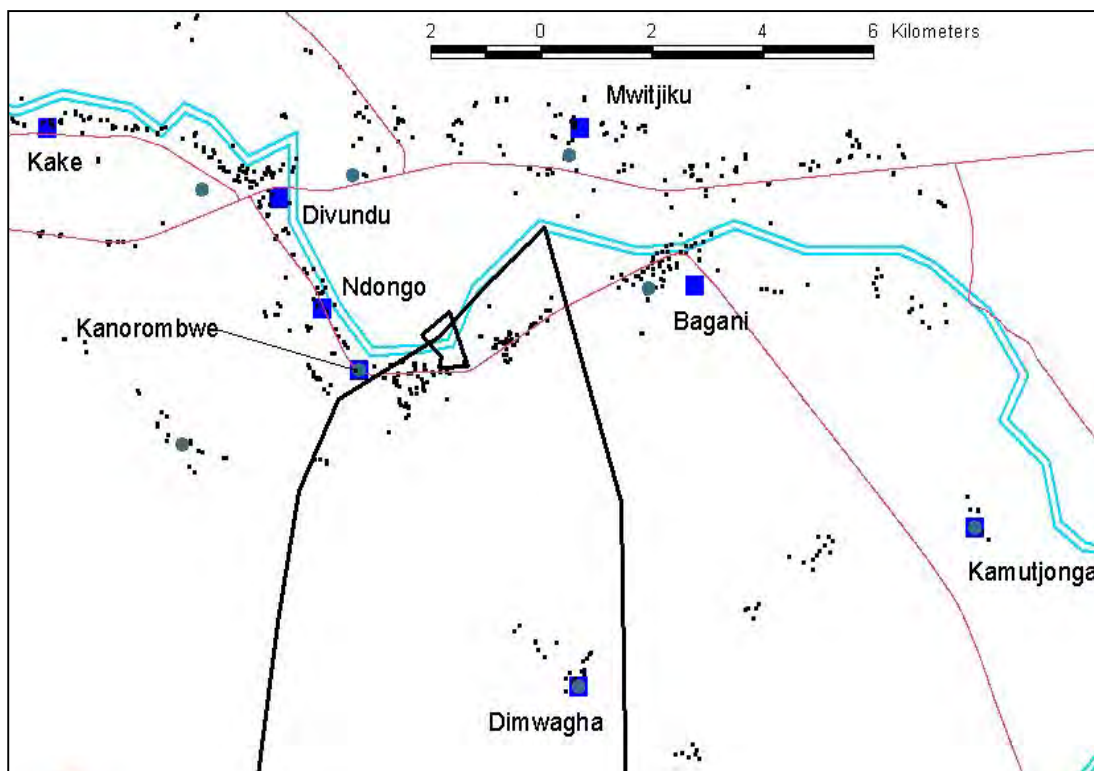 2 0 2 4 6 Kilometers
Mwitjiku
Kake
Divundu
Ndongo
Kanorombwe
Bagani
Kamutjonga
Dimwagha